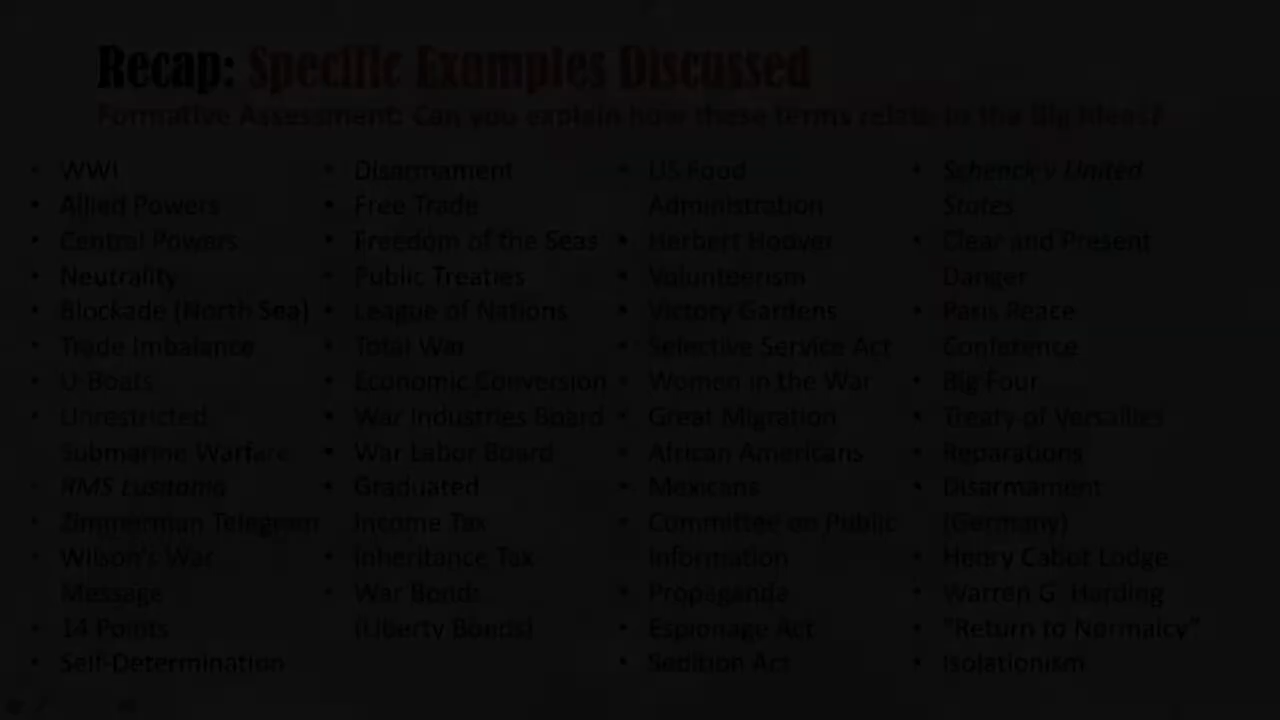 Recap: Specific Examples Discussed
Formative Assessment: Can you explain how these terms relate to the Big Idea1?
• WWI
• Allied Powers
• Central Powers
• Neutrality
• Blockade (North Sea)
• Trade Imbalance
• U-Boats
• Unrestricted
Submarine Warfare
• RMS Lusitania
• Zimmerman Telegram
• Wilson's War
Message
• 14 Points
• Self-Determination
• Disarmament
• Free Trade
• Freedom of the Seas
• Public Treaties
• League of Nations
• Total War
• Economic Conversion
• War Industries Board
• War Labor Board
• Graduated
Income Tax
• Inheritance Tax
• War Bonds
(Liberty Bonds)
• US Food
Administration
• Herbert Hoover
• Volunteerism
• Victory Gardens
• Selective Service Act
• Women in the War
• Great Migration
• African Americans
• Mexicans
• Committee on Public
Information
• Propaganda
• Espionage Act
• Sedition Act
• Schenck v United
States
• Clear and Present
Danger
• Paris Peace
Conference
• Big Four
• Treaty of Versailles
• Reparations
• Disarmament
(Germany)
• Henry Cabot Lodge
• Warren G. Harding
• "Return to Normalcy"
• Isolationism